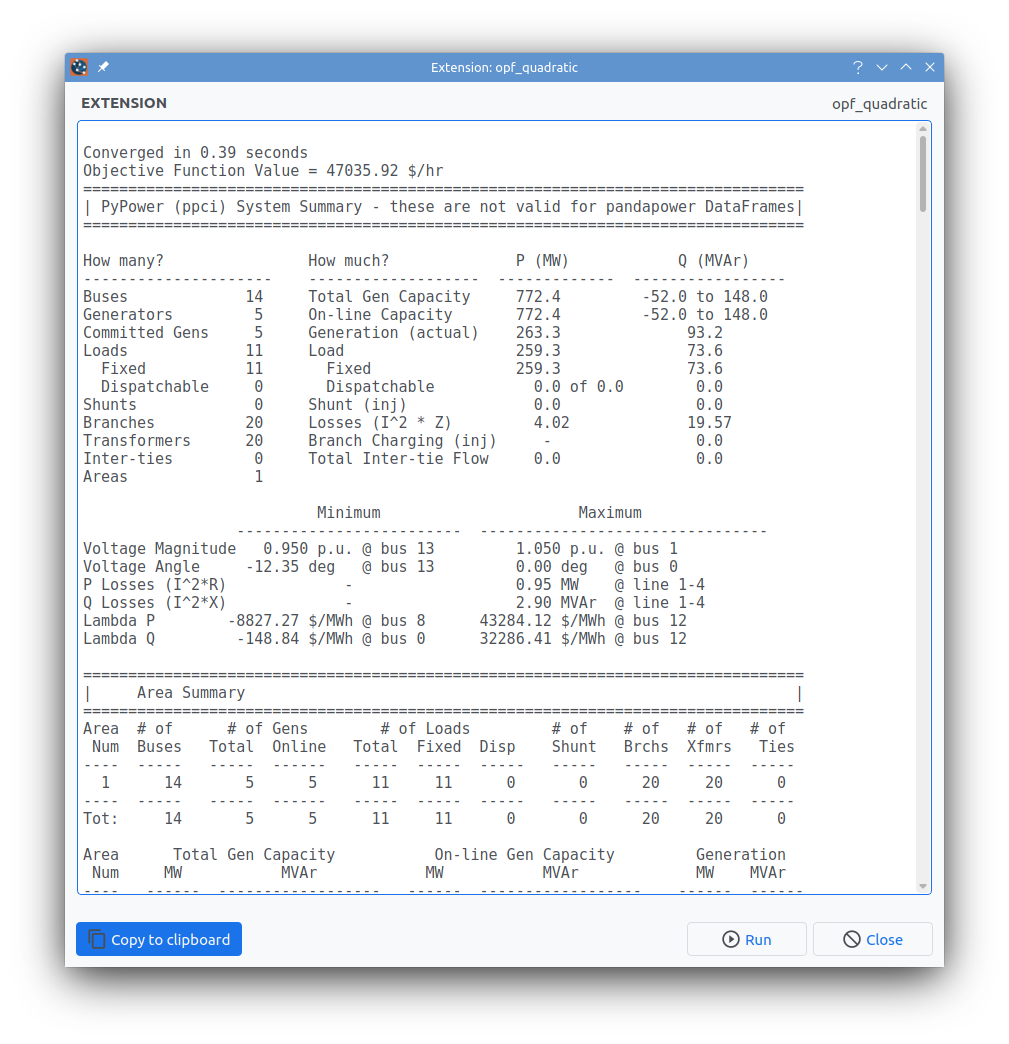 Extension: opf_quadratic
EXTENSION opf_quadratic
Converged in 0.39 seconds
Objective Function Value = 47035.92 $/hr
================================================================================
| PyPower (ppci) System Summary - these are not valid for pandapower DataFrames|
================================================================================
How many?                How much?              P (MW)            Q (MVAr)
---------------------    -------------------  -------------  -----------------
Buses             14     Total Gen Capacity     772.4         -52.0 to 148.0
Generators         5     On-line Capacity       772.4         -52.0 to 148.0
Committed Gens     5     Generation (actual)    263.3              93.2
Loads             11     Load                   259.3              73.6
  Fixed           11       Fixed                259.3              73.6
  Dispatchable     0       Dispatchable           0.0 of 0.0        0.0
Shunts             0     Shunt (inj)              0.0               0.0
Branches          20     Losses (I^2 * Z)         4.02             19.57
Transformers      20     Branch Charging (inj)     -                0.0
Inter-ties         0     Total Inter-tie Flow     0.0               0.0
Areas              1
                          Minimum                      Maximum
                 -------------------------  --------------------------------
Voltage Magnitude   0.950 p.u. @ bus 13         1.050 p.u. @ bus 1
Voltage Angle     -12.35 deg   @ bus 13         0.00 deg   @ bus 0
P Losses (I^2*R)             -                  0.95 MW    @ line 1-4
Q Losses (I^2*X)             -                  2.90 MVAr  @ line 1-4
Lambda P        -8827.27 $/MWh @ bus 8      43284.12 $/MWh @ bus 12
Lambda Q         -148.84 $/MWh @ bus 0      32286.41 $/MWh @ bus 12
================================================================================
|     Area Summary                                                             |
================================================================================
Area  # of      # of Gens        # of Loads         # of    # of   # of   # of
 Num  Buses   Total  Online   Total  Fixed  Disp    Shunt   Brchs  Xfmrs   Ties
----  -----   -----  ------   -----  -----  -----   -----   -----  -----  -----
  1      14       5      5      11     11      0       0      20     20      0
----  -----   -----  ------   -----  -----  -----   -----   -----  -----  -----
Tot:     14       5      5      11     11      0       0      20     20      0
Area      Total Gen Capacity           On-line Gen Capacity         Generation
 Num     MW           MVAr            MW           MVAr             MW    MVAr
----   ------  ------------------   ------  ------------------    ------  ------
Copy to clipboard Run Close